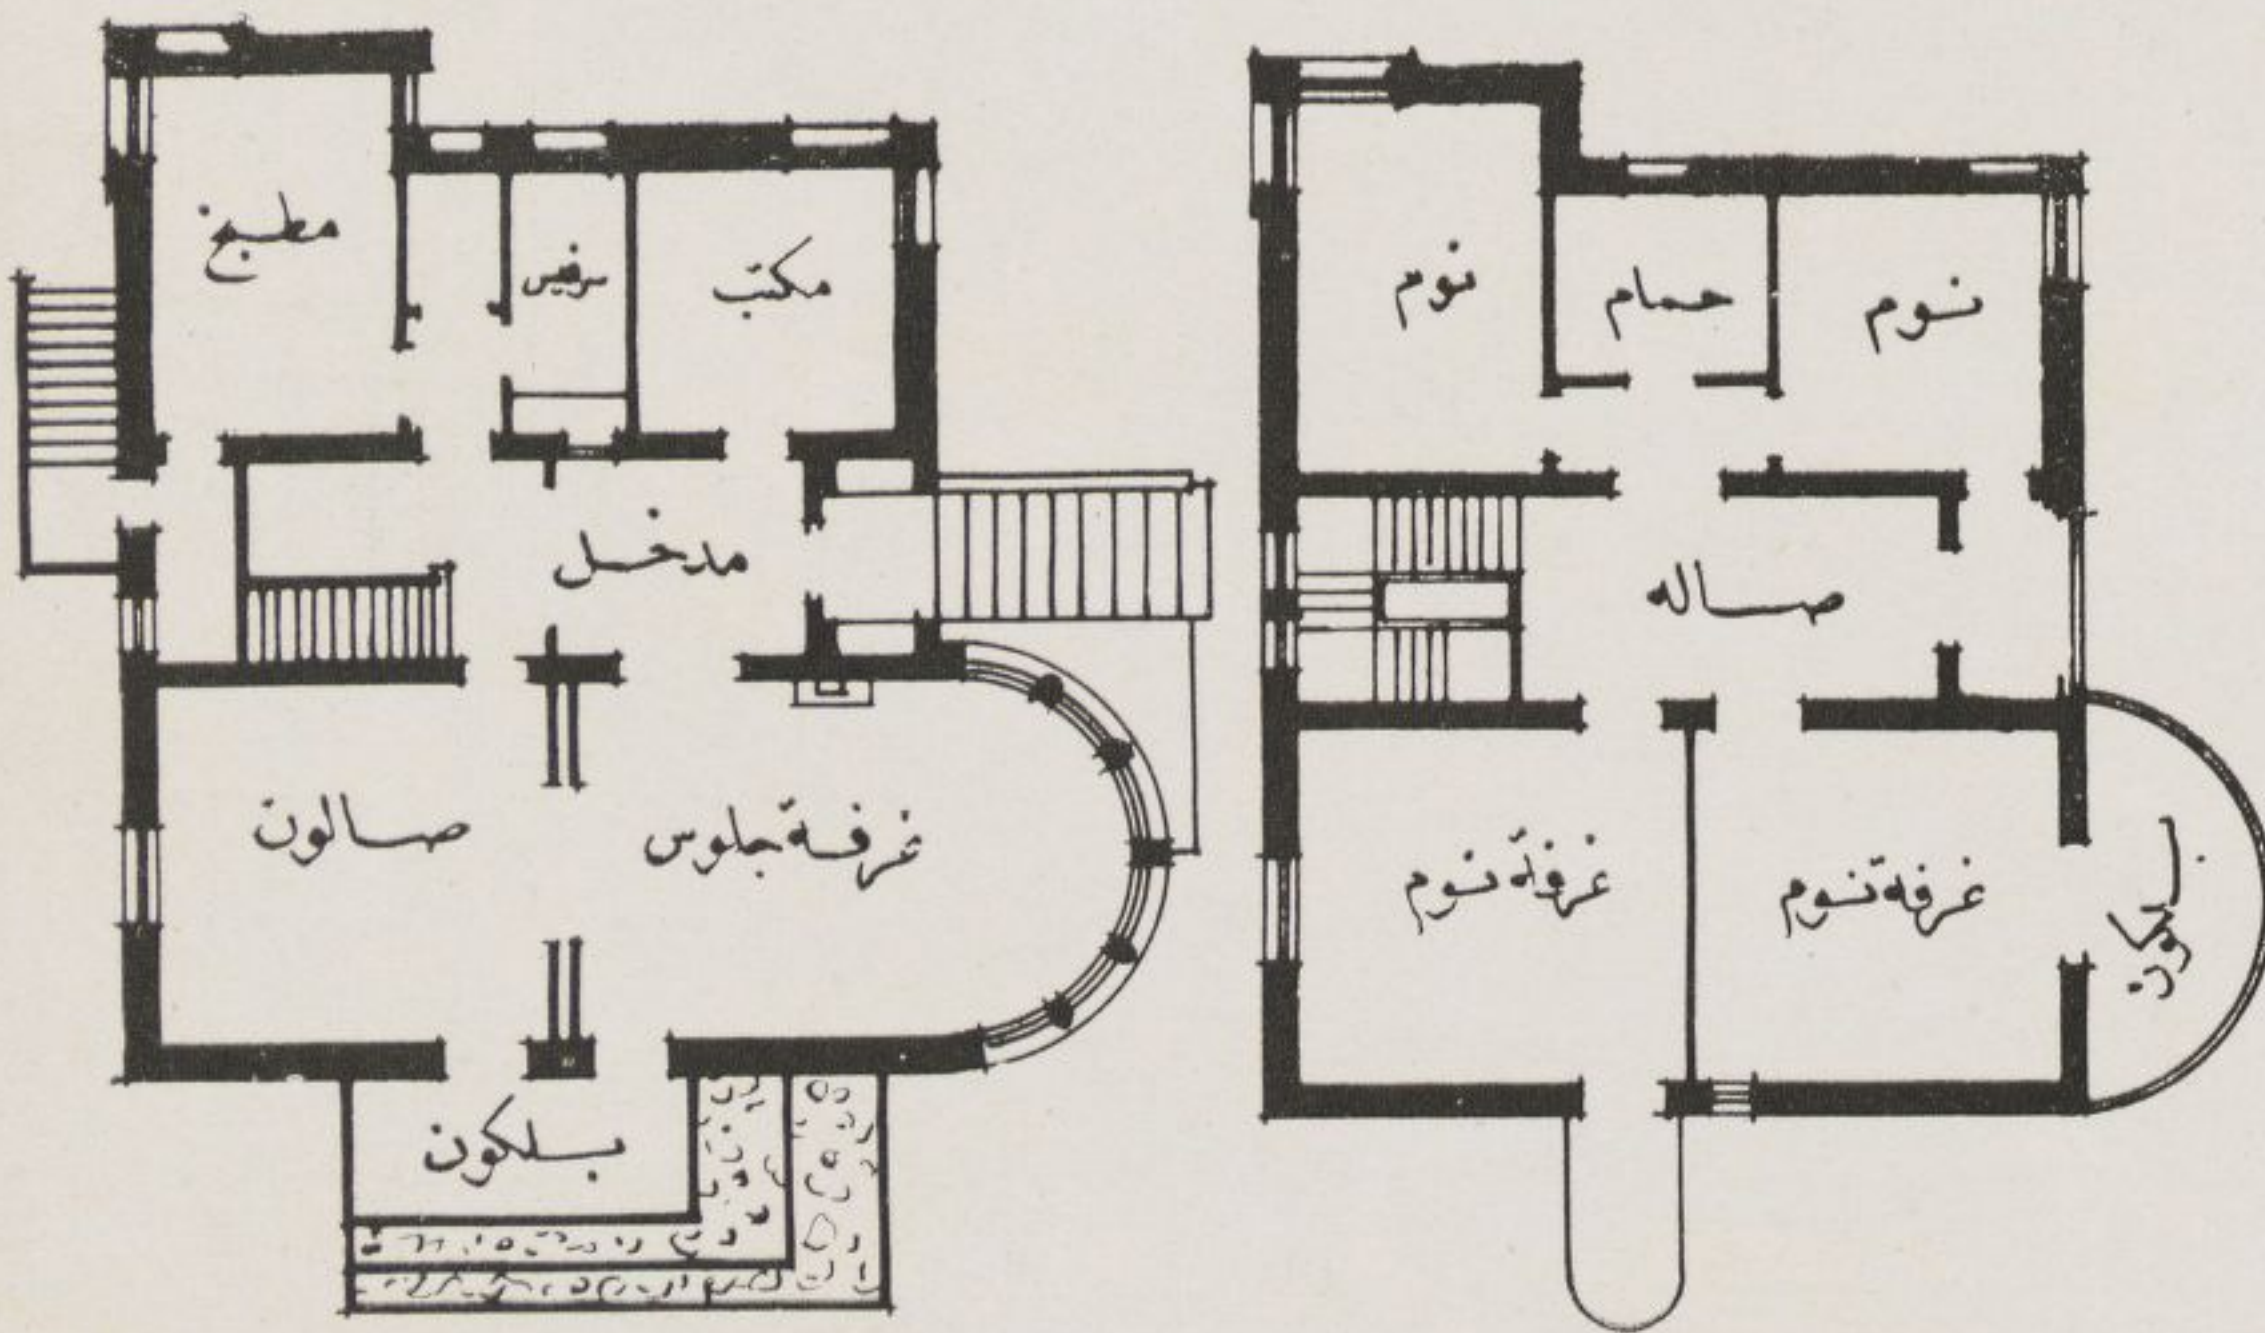 مطبخ
مكتب
مدخل
صالون
غرفة جلوس
بلكون
نوم
حمام
نوم
صاله
غرفة نوم
غرفة نوم
بلكون